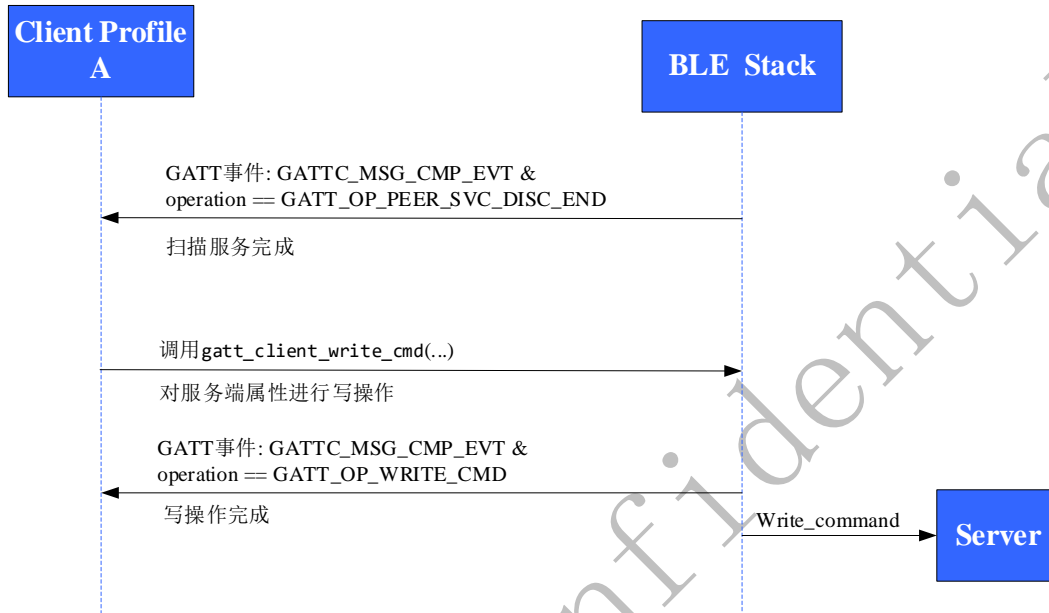 Client Profile
A
BLE Stack
GATT事件: GATTC_MSG_CMP_EVT &
operation == GATT_OP_PEER_SVC_DISC_END
扫描服务完成
调用gatt_client_write_cmd(...)
对服务端属性进行写操作
GATT事件: GATTC_MSG_CMP_EVT &
operation == GATT_OP_WRITE_CMD
写操作完成
Write_command
Server
nfidentia